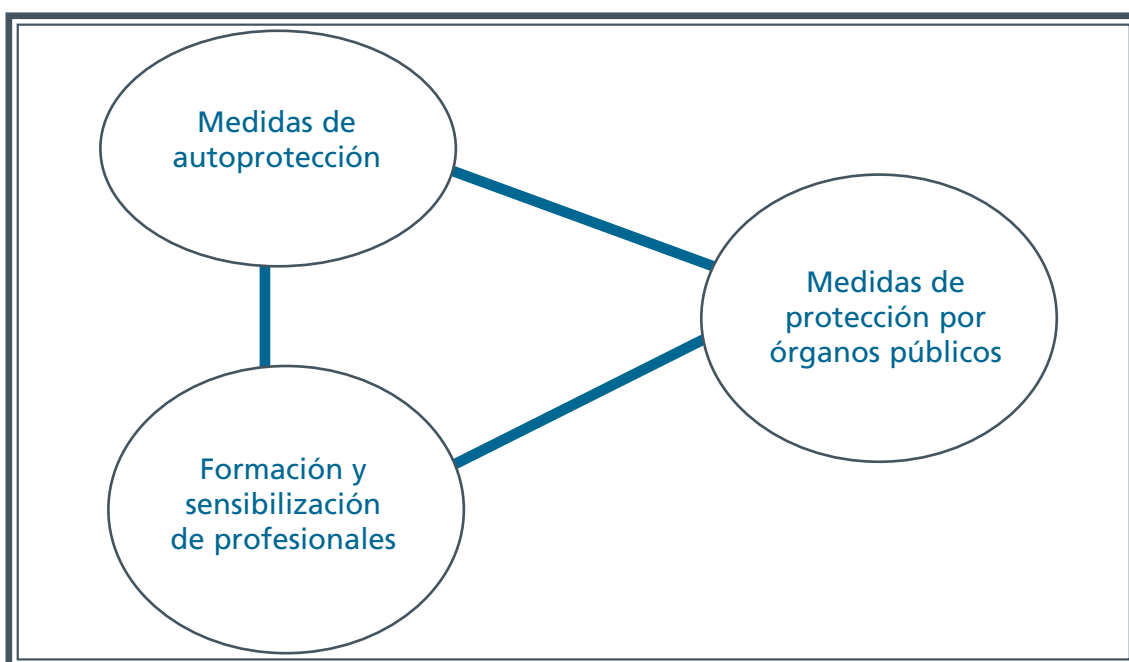 Medidas de
autoprotección
Medidas de
protección por
órganos públicos
Formación y
sensibilización
de profesionales